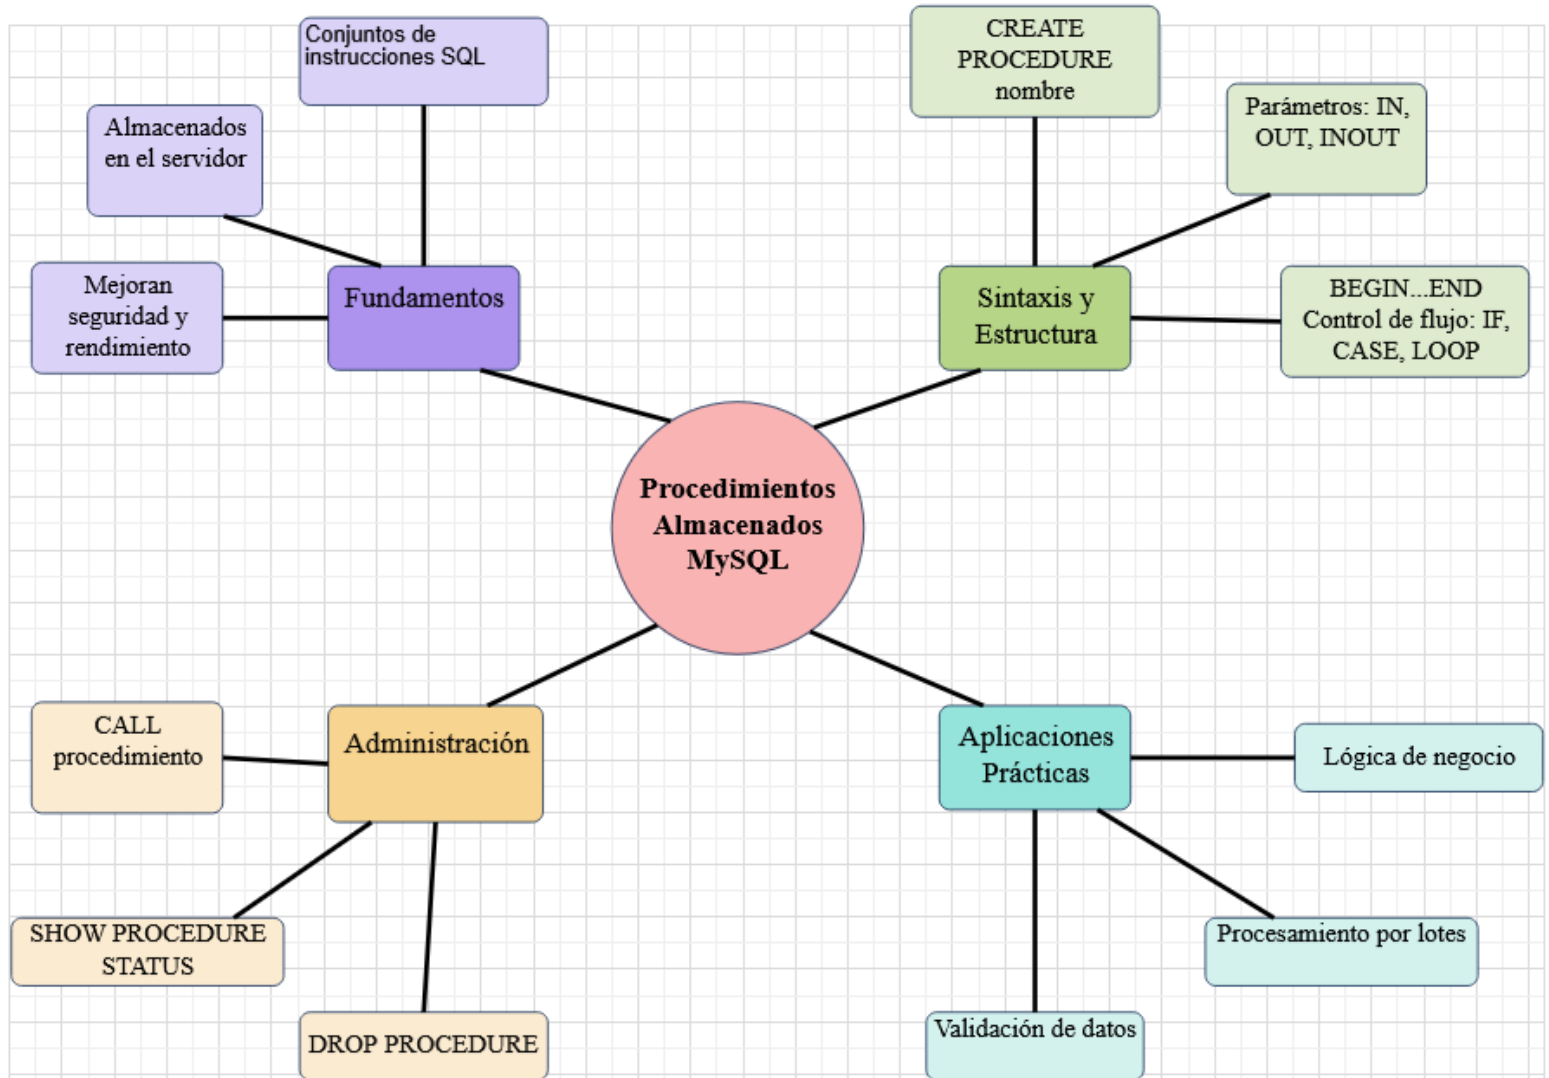 Conjuntos de
instrucciones SQL
Almacenados
en el servidor
Mejoran
seguridad y
rendimiento
Fundamentos
CREATE
PROCEDURE
nombre
Parámetros: IN,
OUT, INOUT
Sintaxis y
Estructura
BEGIN...END
Control de flujo: IF,
CASE, LOOP
Procedimientos
Almacenados
MySQL
CALL
procedimiento
Administración
SHOW PROCEDURE
STATUS
DROP PROCEDURE
Aplicaciones
Prácticas
Lógica de negocio
Procesamiento por lotes
Validación de datos